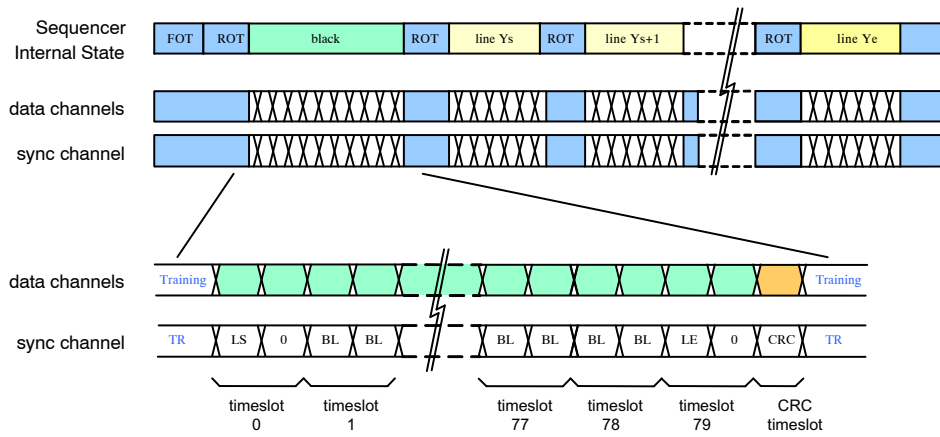 Sequencer
Internal State
FOT ROT black ROT line Ys ROT line Ys+1 ROT line Ye
data channels
sync channel
data channels
Training Training
sync channel
TR LS 0 BL BL BL BL BL BL LE 0 CRC TR
timeslot timeslot timeslot timeslot timeslot CRC
0 1 77 78 79 timeslot